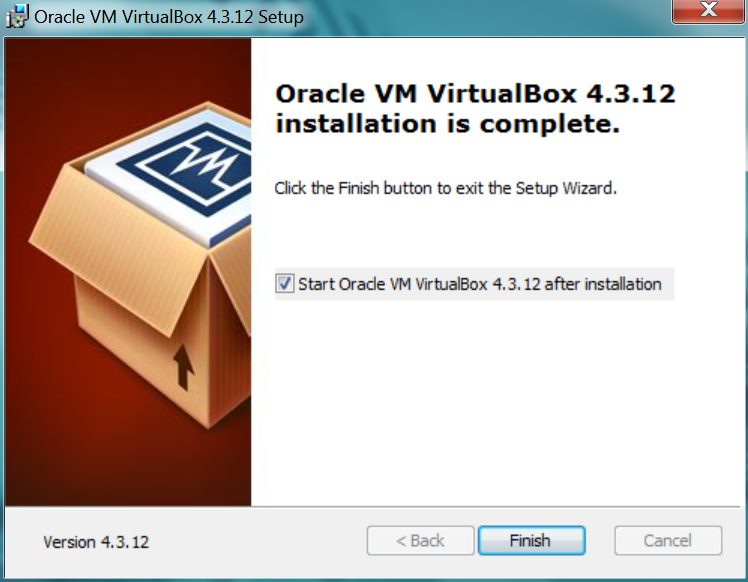 Oracle VM VirtualBox 4.3.12 Setup
Oracle VM VirtualBox 4.3.12
installation is complete.
Click the Finish button to exit the Setup Wizard.
Start Oracle VM VirtualBox 4.3.12 after installation
Version 4.3.12
< Back
Finish
Cancel